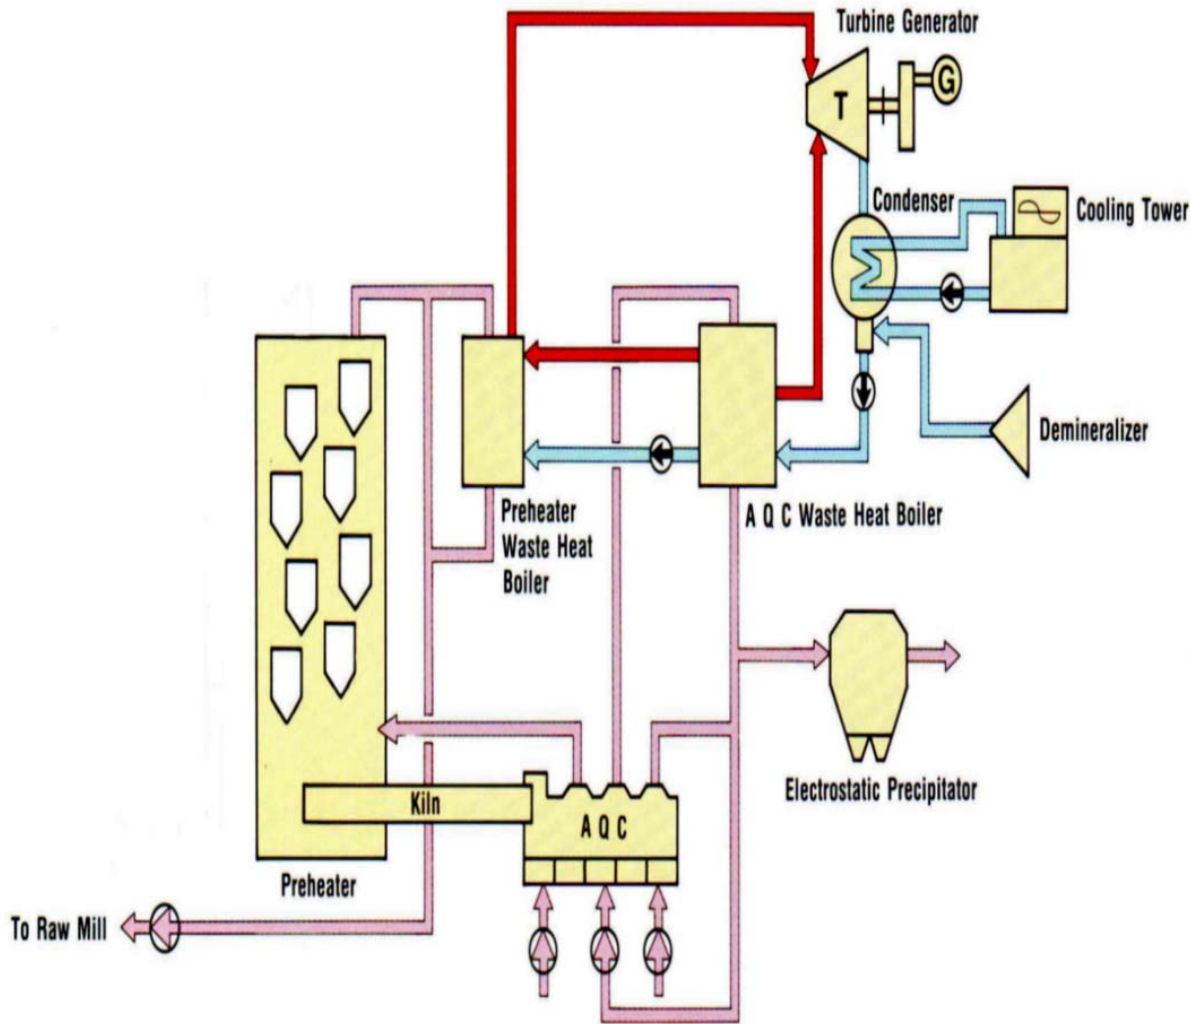 Turbine Generator
G
T
Condenser
Cooling Tower
Demineralizer
Preheater
Waste Heat
Boiler
A Q C Waste Heat Boiler
Electrostatic Precipitator
Kiln
A Q C
Preheater
To Raw Mill